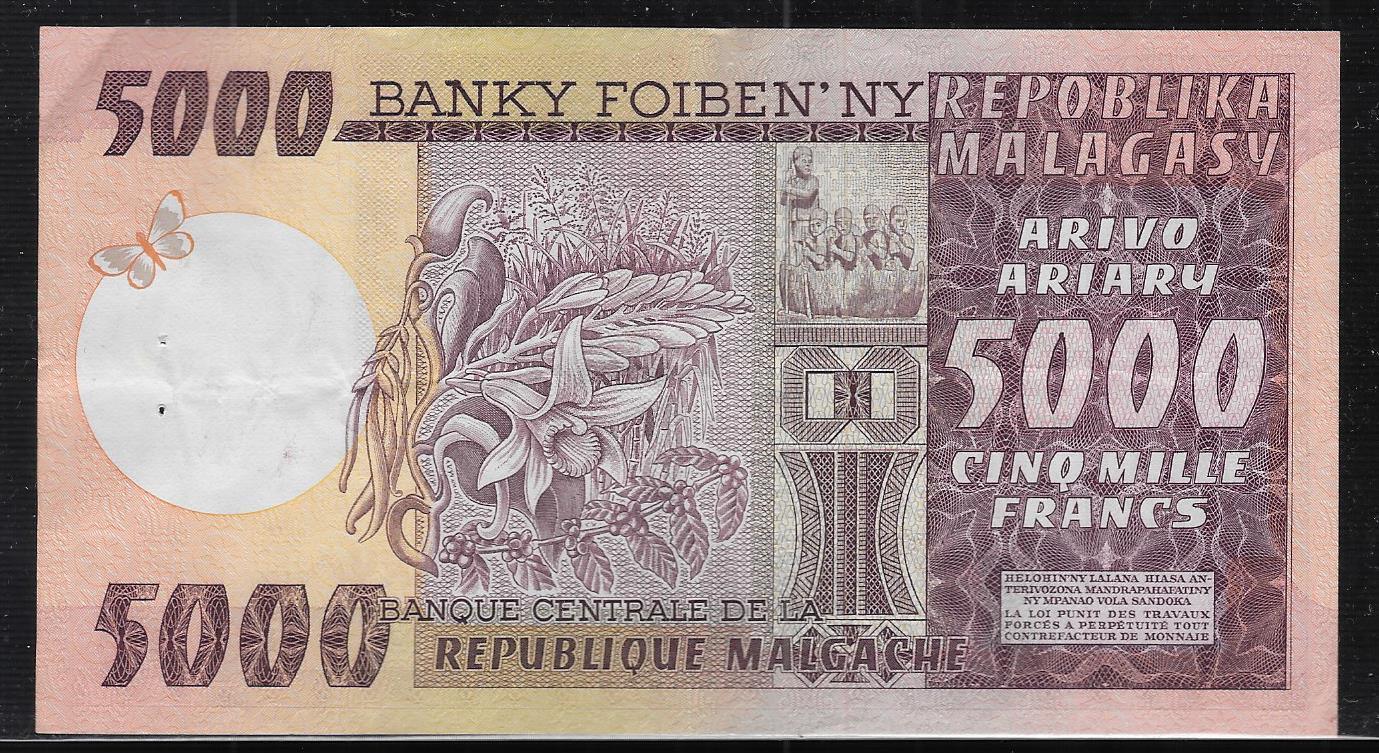 5000
BANKY FOIBEN'NY
REPOBLIKA
MALAGASY
ARIVO
ARIARY
5000
CINQ MILLE
FRANCS
HELOHIN'NY LALANA HIASA AN-
TERIVOZONA MANDRAPAHAFATINY
NY MPANAO VOLA SANDOKA
LA LOI PUNIT DES TRAVAUX
FORCÉS A PERPÉTUITÉ TOUT
CONTREFACTEUR DE MONNAIE
5000
BANQUE CENTRALE DE LA
REPUBLIQUE MALGACHE